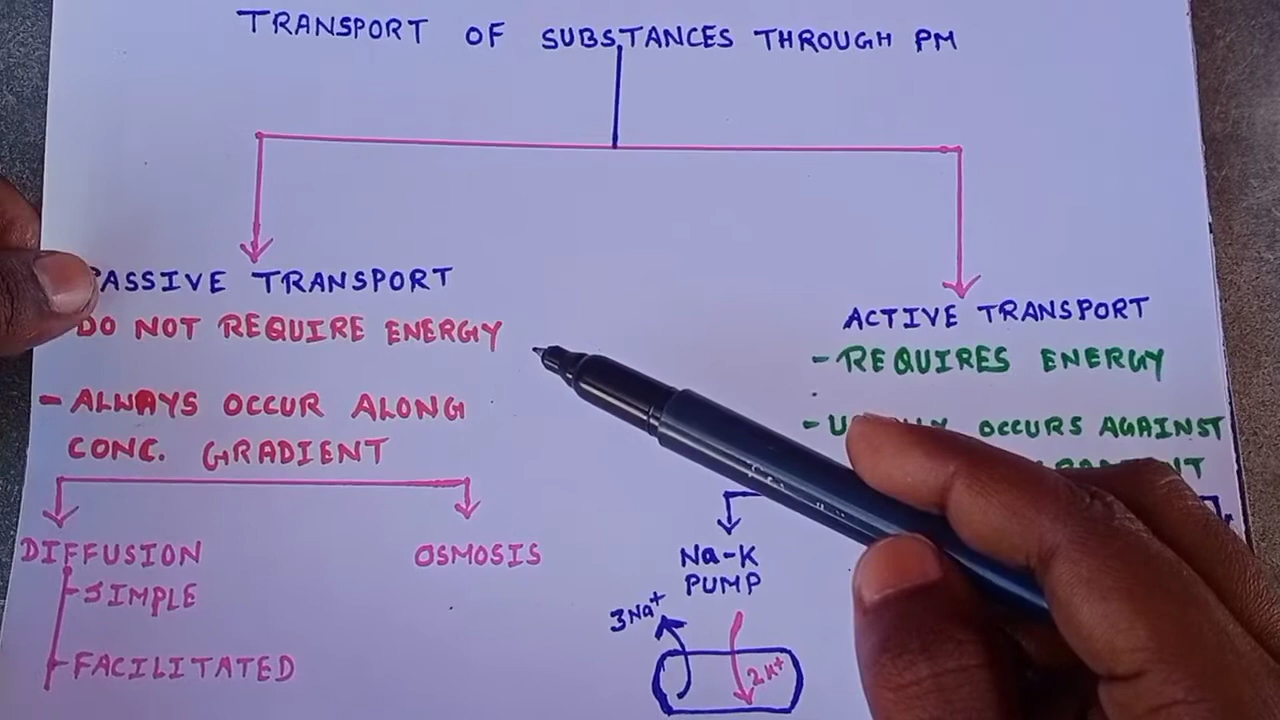 TRANSPORT OF SUBSTANCES THROUGH PM
PASSIVE TRANSPORT
DO NOT REQUIRE ENERGY
- ALWAYS OCCUR ALONG
CONC. GRADIENT
DIFFUSION
- SIMPLE
- FACILITATED
OSMOSIS
ACTIVE TRANSPORT
- REQUIRES ENERGY
- OCCURS AGAINST
Na-K
PUMP
3Na+
2K+